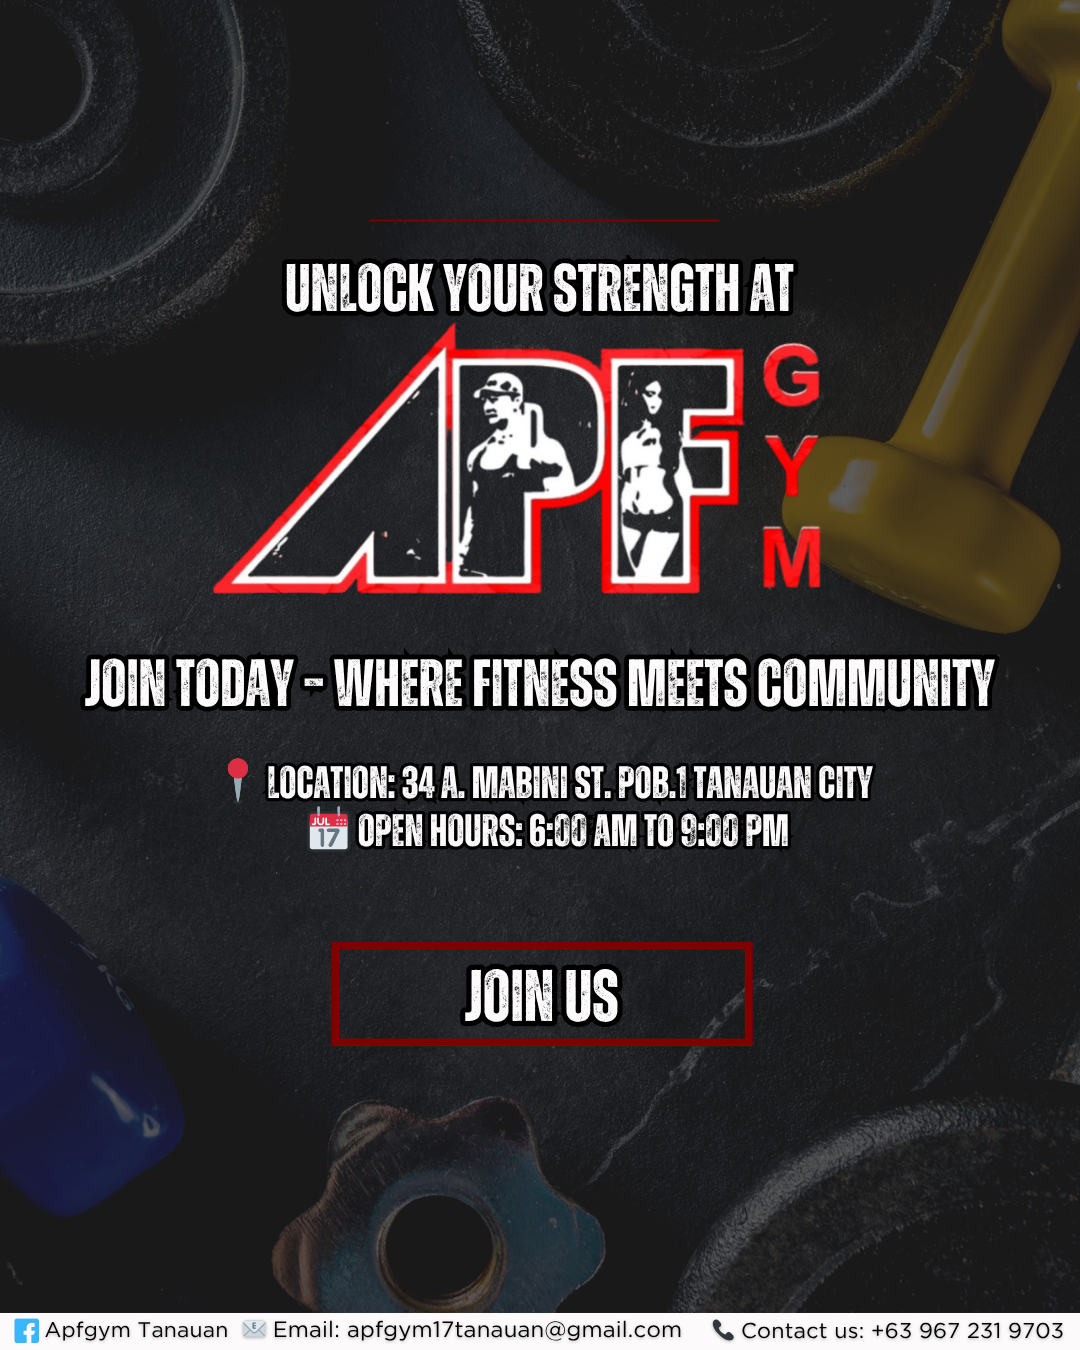 UNLOCK YOUR STRENGTH AT
APF
GYM
JOIN TODAY - WHERE FITNESS MEETS COMMUNITY
📍 LOCATION: 34 A. MABINI ST. POB.1 TANAUAN CITY
JUL
17
OPEN HOURS: 6:00 AM TO 9:00 PM
JOIN US
Apfgym Tanauan Email: apfgym17tanauan@gmail.com Contact us: +63 967 231 9703